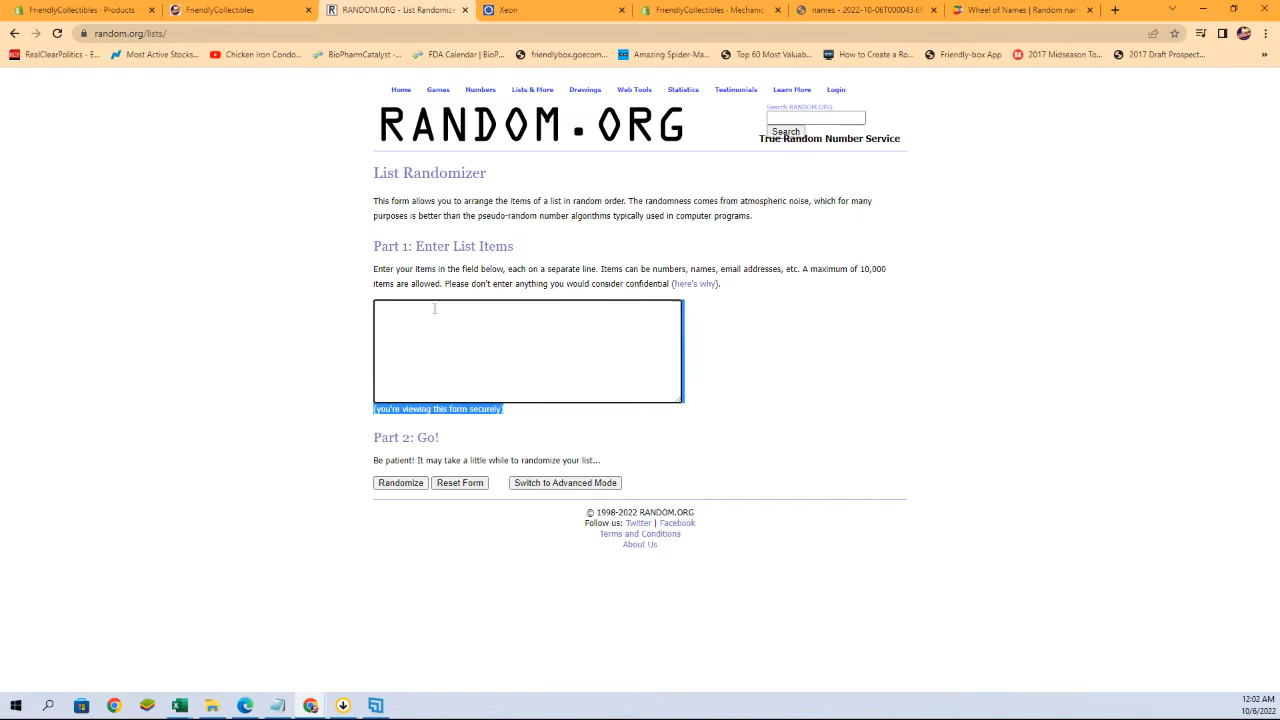 FriendlyCollectibles - Products
FriendlyCollectibles
RANDOM.ORG - List Randomizer
Xeon
FriendlyCollectibles - Mechanic
names - 2022-10-06T000043.66
Wheel of Names | Random nam
random.org/lists/
RealClearPolitics - E...
Most Active Stocks...
Chicken Iron Condo...
BioPharmCatalyst -...
FDA Calendar | BioP...
friendlybox.goecom...
Amazing Spider-Ma...
Top 60 Most Valuab...
How to Create a Ro...
Friendly-box App
2017 Midseason To...
2017 Draft Prospect...
Home
Games
Numbers
Lists & More
Drawings
Web Tools
Statistics
Testimonials
Learn More
Login
RANDOM.ORG
Search RANDOM.ORG
Search
True Random Number Service
List Randomizer
This form allows you to arrange the items of a list in random order. The randomness comes from atmospheric noise, which for many
purposes is better than the pseudo-random number algorithms typically used in computer programs.
Part 1: Enter List Items
Enter your items in the field below, each on a separate line. Items can be numbers, names, email addresses, etc. A maximum of 10,000
items are allowed. Please don't enter anything you would consider confidential (here's why).
(you're viewing this form securely)
Part 2: Go!
Be patient! It may take a little while to randomize your list...
Randomize
Reset Form
Switch to Advanced Mode
© 1998-2022 RANDOM.ORG
Follow us: Twitter | Facebook
Terms and Conditions
About Us
12:02 AM
10/6/2022